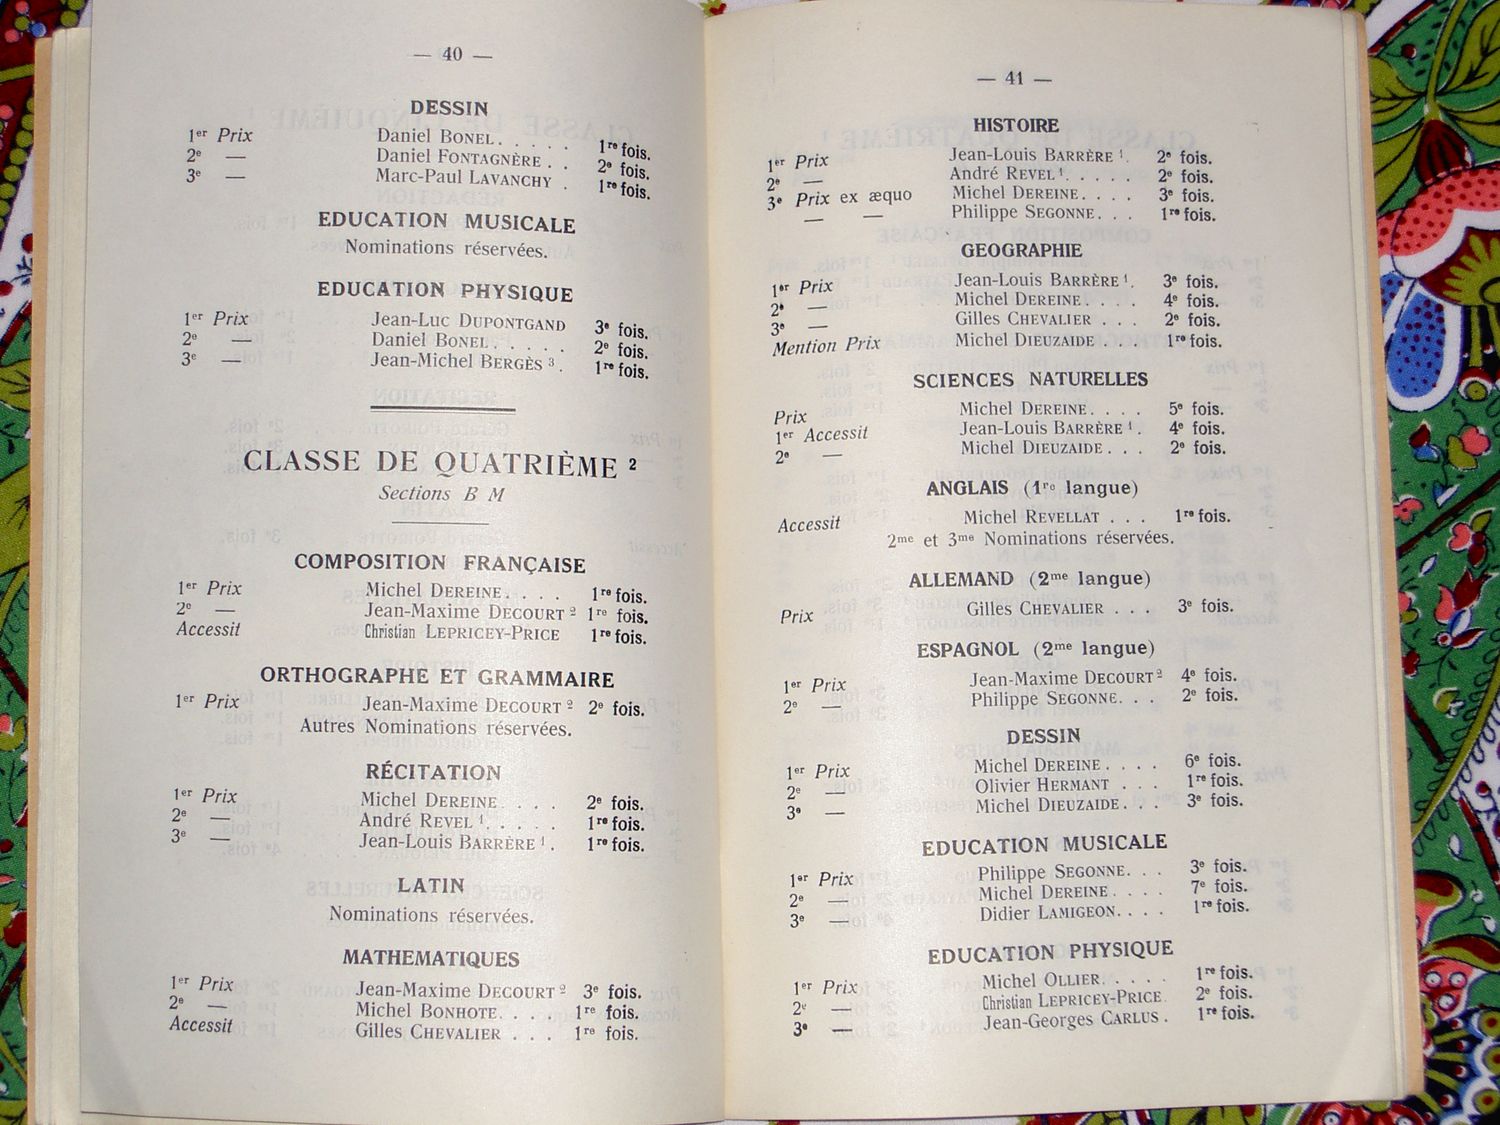 — 40 —
DESSIN
1er Prix Daniel BONEL. . . . . 1re fois.
2e — Daniel FONTAGNÈRE . . 2e fois.
3e — Marc-Paul LAVANCHY . 1re fois.
EDUCATION MUSICALE
Nominations réservées.
EDUCATION PHYSIQUE
1er Prix Jean-Luc DUPONTGAND 3e fois.
2e — Daniel BONEL. . . . . 2e fois.
3e — Jean-Michel BERGÈS 3 . 1re fois.
CLASSE DE QUATRIÈME 2
Sections B M
COMPOSITION FRANÇAISE
1er Prix Michel DEREINE. . . . 1re fois.
2e — Jean-Maxime DECOURT 2 1re fois.
Accessit Christian LEPRICEY-PRICE 1re fois.
ORTHOGRAPHE ET GRAMMAIRE
1er Prix Jean-Maxime DECOURT 2 2e fois.
Autres Nominations réservées.
RÉCITATION
1er Prix Michel DEREINE . . . . 2e fois.
2e — André REVEL 1. . . . . 1re fois.
3e — Jean-Louis BARRÈRE 1 . 1re fois.
LATIN
Nominations réservées.
MATHEMATIQUES
1er Prix Jean-Maxime DECOURT 2 3e fois.
2e — Michel BONHOTE. . . . 1re fois.
Accessit Gilles CHEVALIER . . . 1re fois.
— 41 —
HISTOIRE
1er Prix Jean-Louis BARRÈRE 1. 2e fois.
2e — André REVEL 1. . . . . 2e fois.
3e Prix ex æquo Michel DEREINE. . . . 3e fois.
— — Philippe SEGONNE. . . 1re fois.
GEOGRAPHIE
1er Prix Jean-Louis BARRÈRE 1. 3e fois.
2e — Michel DEREINE. . . . 4e fois.
3e — Gilles CHEVALIER . . . 2e fois.
Mention Prix Michel DIEUZAIDE . . . 1re fois.
SCIENCES NATURELLES
Prix Michel DEREINE. . . . 5e fois.
1er Accessit Jean-Louis BARRÈRE 1 . 4e fois.
2e — Michel DIEUZAIDE . . . 2e fois.
ANGLAIS (1re langue)
Accessit Michel REVELLAT . . . 1re fois.
2me et 3me Nominations réservées.
ALLEMAND (2me langue)
Prix Gilles CHEVALIER . . . 3e fois.
ESPAGNOL (2me langue)
1er Prix Jean-Maxime DECOURT 2 4e fois.
2e — Philippe SEGONNE. . . 2e fois.
DESSIN
1er Prix Michel DEREINE . . . . 6e fois.
2e — Olivier HERMANT . . . 1re fois.
3e — Michel DIEUZAIDE. . . 3e fois.
EDUCATION MUSICALE
1er Prix Philippe SEGONNE. . . 3e fois.
2e — Michel DEREINE. . . . 7e fois.
3e — Didier LAMIGEON. . . . 1re fois.
EDUCATION PHYSIQUE
1er Prix Michel OLLIER. . . . . 1re fois.
2e — Christian LEPRICEY-PRICE. 2e fois.
3e — Jean-Georges CARLUS . 1re fois.